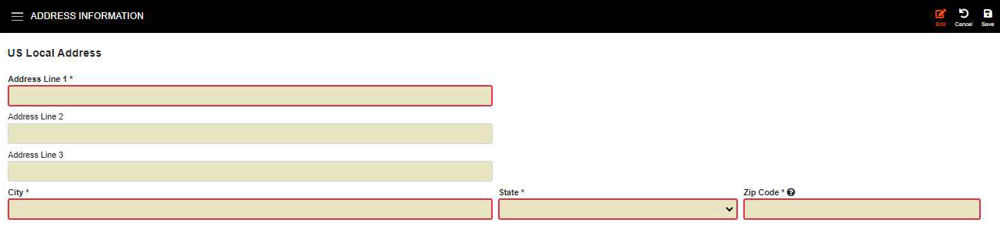 ADDRESS INFORMATION
Edit Cancel Save
US Local Address
Address Line 1 *
Address Line 2
Address Line 3
City * State * Zip Code *